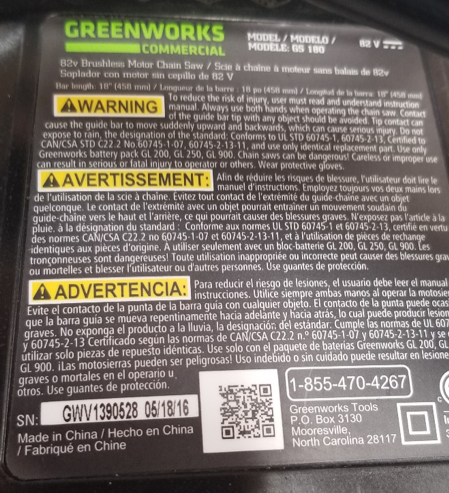 GREENWORKS
COMMERCIAL
MODEL / MODELO /
MODÈLE: GS 180
82 V
82v Brushless Motor Chain Saw / Scie à chaîne à moteur sans balais de 82v
Soplador con motor sin cepillo de 82 V
Bar length: 18" (458 mm) / Longueur de la barre : 18 po (458 mm) / Longitud de la barra: 18" (458 mm)
WARNING
To reduce the risk of injury, user must read and understand instruction
manual. Always use both hands when operating the chain saw. Contact
of the guide bar tip with any object should be avoided. Tip contact can
cause the guide bar to move suddenly upward and backwards, which can cause serious injury. Do not
expose to rain, the designation of the standard: Conforms to UL STD 60745-1, 60745-2-13, Certified to
CAN/CSA STD C22.2 No.60745-1-07, 60745-2-13-11, and use only identical replacement part. Use only
Greenworks battery pack GL 200, GL 250, GL 900. Chain saws can be dangerous! Careless or improper use
can result in serious or fatal injury to operator or others. Wear protective gloves.
AVERTISSEMENT:
Afin de réduire les risques de blessure, l'utilisateur doit lire le
manuel d'instructions. Employez toujours vos deux mains lors
de l'utilisation de la scie à chaîne. Évitez tout contact de l'extrémité du guide-chaîne avec un objet
quelconque. Le contact de l'extrémité avec un objet pourrait entraîner un mouvement soudain du
guide-chaîne vers le haut et l'arrière, ce qui pourrait causer des blessures graves. N'exposez pas l'article à la
pluie. à la désignation du standard : Conforme aux normes UL STD 60745-1 et 60745-2-13, certifié en vertu
des normes CAN/CSA C22.2 no 60745-1-07 et 60745-2-13-11, et à l'utilisation de pièces de rechange
identiques aux pièces d'origine. À utiliser seulement avec un bloc-batterie GL 200, GL 250, GL 900. Les
tronçonneuses sont dangereuses! Toute utilisation inappropriée ou incorrecte peut causer des blessures grav
ou mortelles et blesser l'utilisateur ou d'autres personnes. Use guantes de protección.
ADVERTENCIA:
Para reducir el riesgo de lesiones, el usuario debe leer el manual
instrucciones. Utilice siempre ambas manos al operar la motosier
Evite el contacto de la punta de la barra guía con cualquier objeto. El contacto de la punta puede ocas
que la barra guía se mueva repentinamente hacia adelante y hacia atrás, lo cual puede producir lesion
graves. No exponga el producto a la lluvia, la designación del estándar. Cumple las normas de UL 607
y 60745-2-13 Certificado según las normas de CAN/CSA C22.2 n.º 60745-1-07 y 60745-2-13-11 y se
utilizar solo piezas de repuesto idénticas. Use solo con el paquete de baterías Greenworks GL 200, GL
GL 900. ¡Las motosierras pueden ser peligrosas! Uso indebido o sin cuidado puede resultar en lesione
graves o mortales en el operario u
otros. Use guantes de protección.
1-855-470-4267
SN: GWV1390528 05/18/16
Greenworks Tools
P.O. Box 3130
Mooresville,
North Carolina 28117
Made in China / Hecho en China
/ Fabriqué en Chine